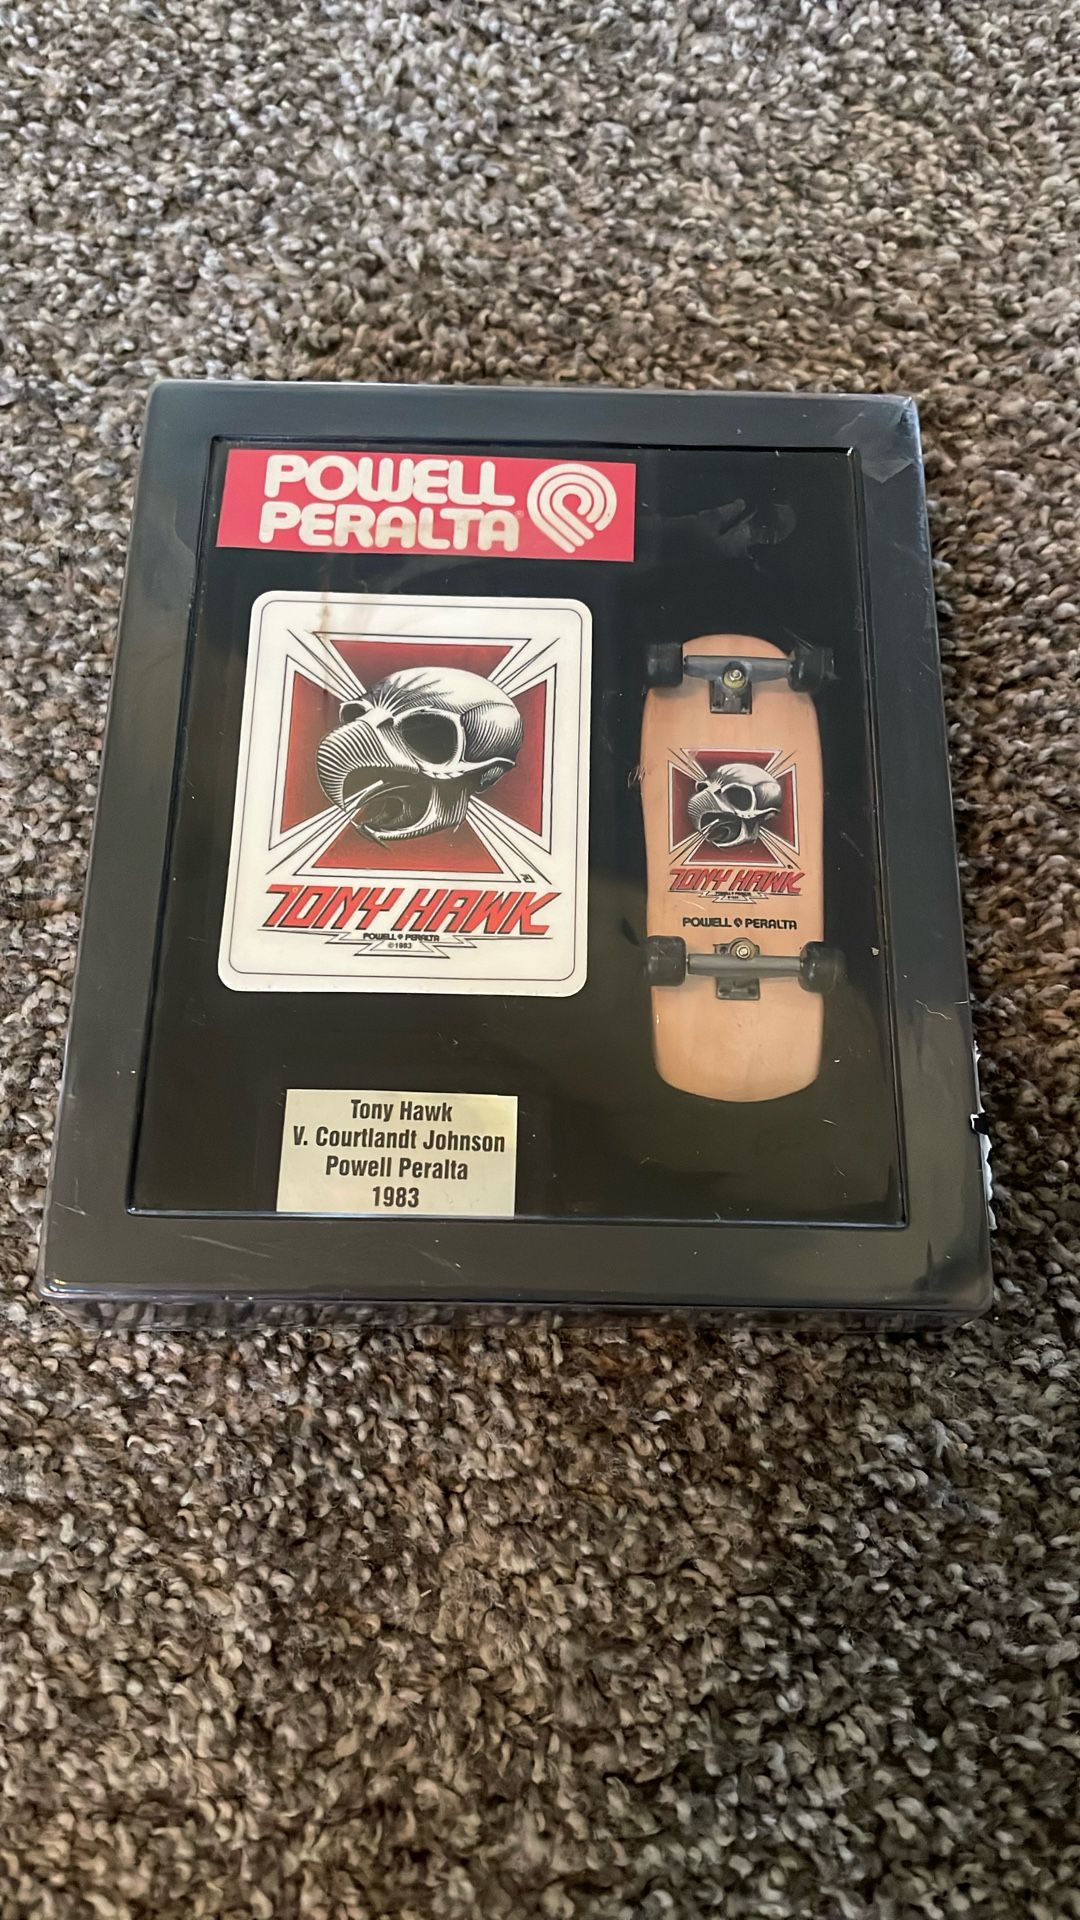 POWELL
PERALTA®
TONY HAWK
POWELL PERALTA
©1983
TONY HAWK
POWELL PERALTA
Tony Hawk
V. Courtlandt Johnson
Powell Peralta
1983